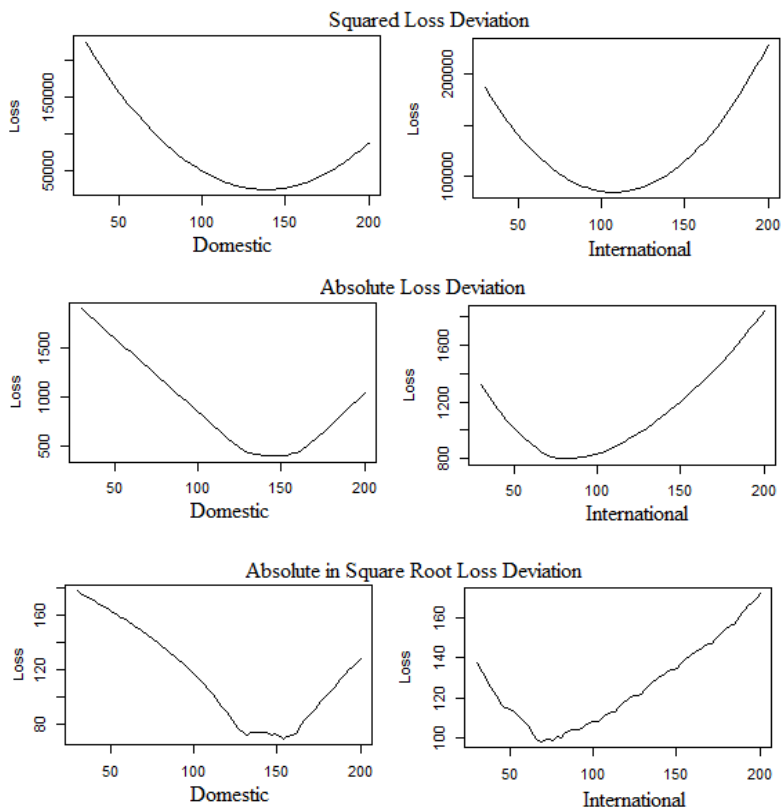 Squared Loss Deviation
Loss
50000 150000
50 100 150 200
Domestic
Loss
100000 200000
50 100 150 200
International
Absolute Loss Deviation
Loss
500 1000 1500
50 100 150 200
Domestic
Loss
800 1200 1600
50 100 150 200
International
Absolute in Square Root Loss Deviation
Loss
80 120 160
50 100 150 200
Domestic
Loss
100 120 140 160
50 100 150 200
International